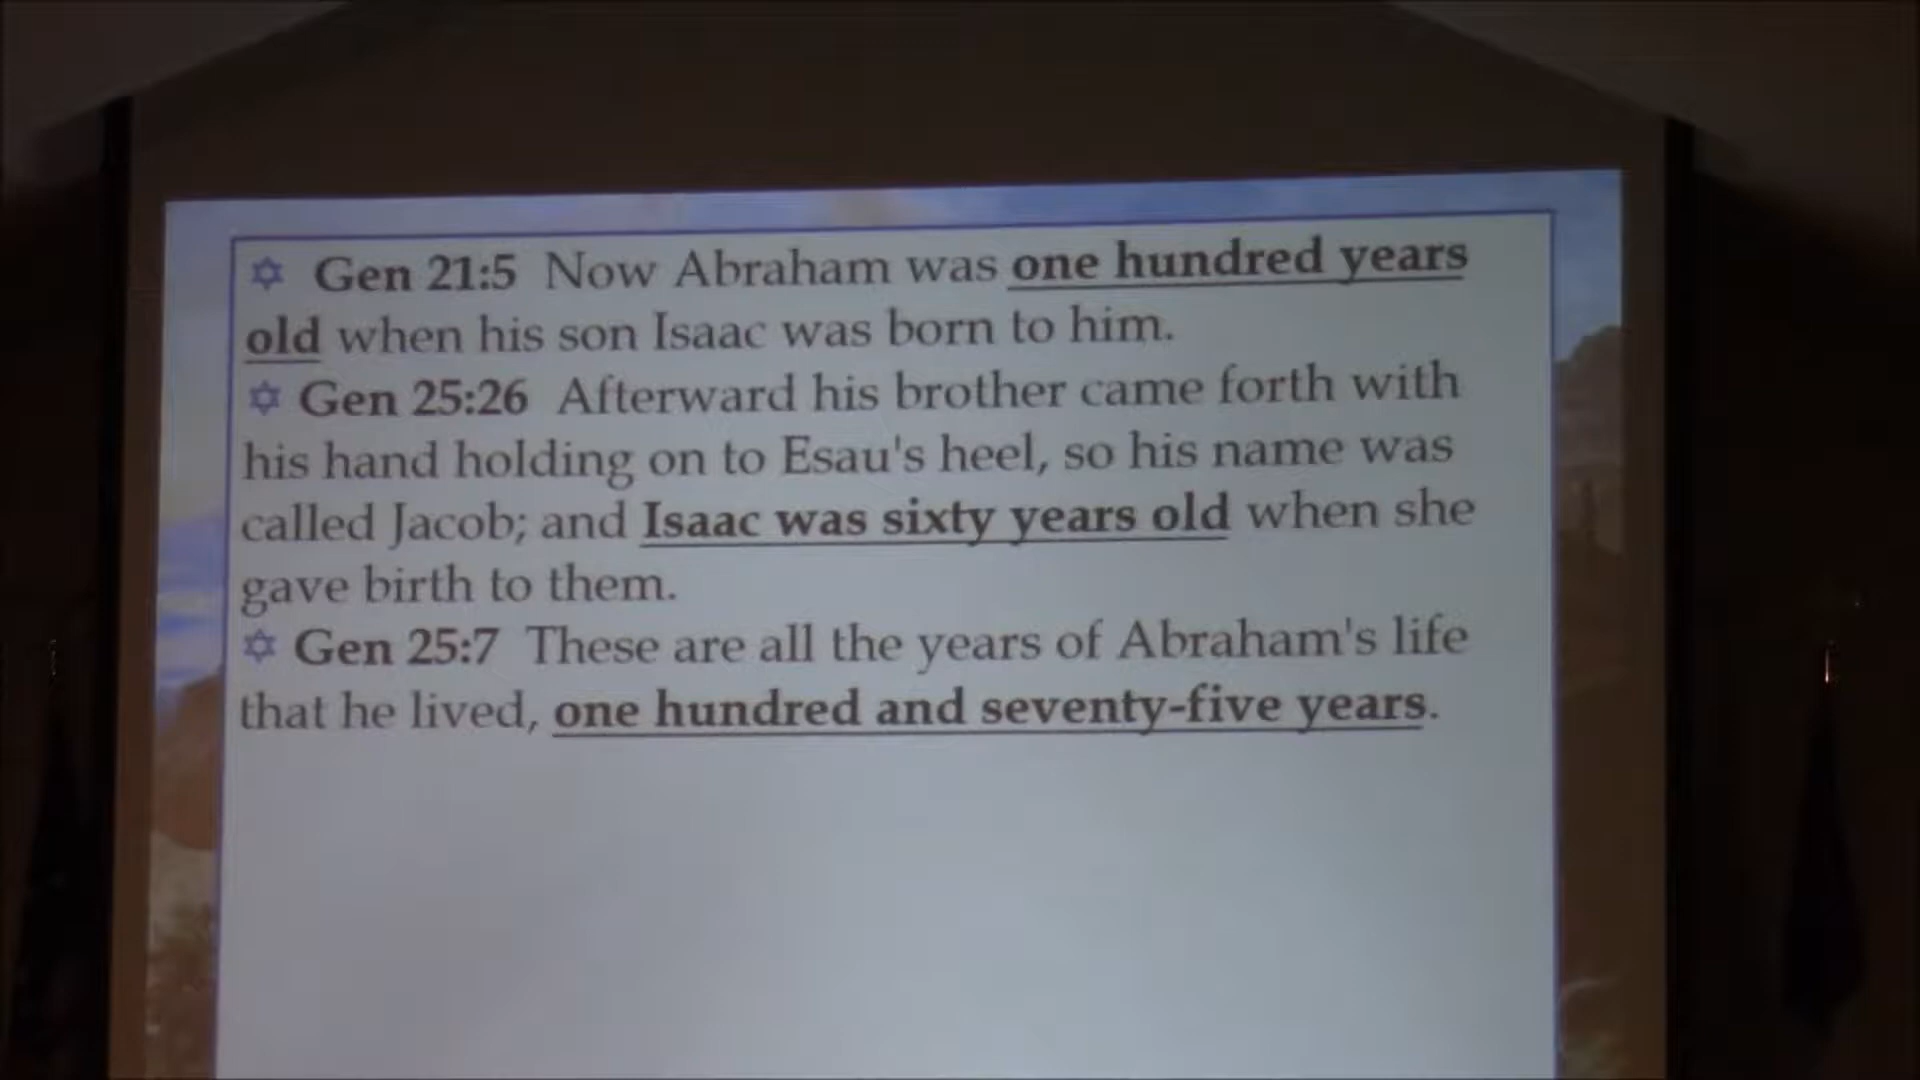 ✡ Gen 21:5 Now Abraham was one hundred years
old when his son Isaac was born to him.
✡ Gen 25:26 Afterward his brother came forth with
his hand holding on to Esau's heel, so his name was
called Jacob; and Isaac was sixty years old when she
gave birth to them.
✡ Gen 25:7 These are all the years of Abraham's life
that he lived, one hundred and seventy-five years.